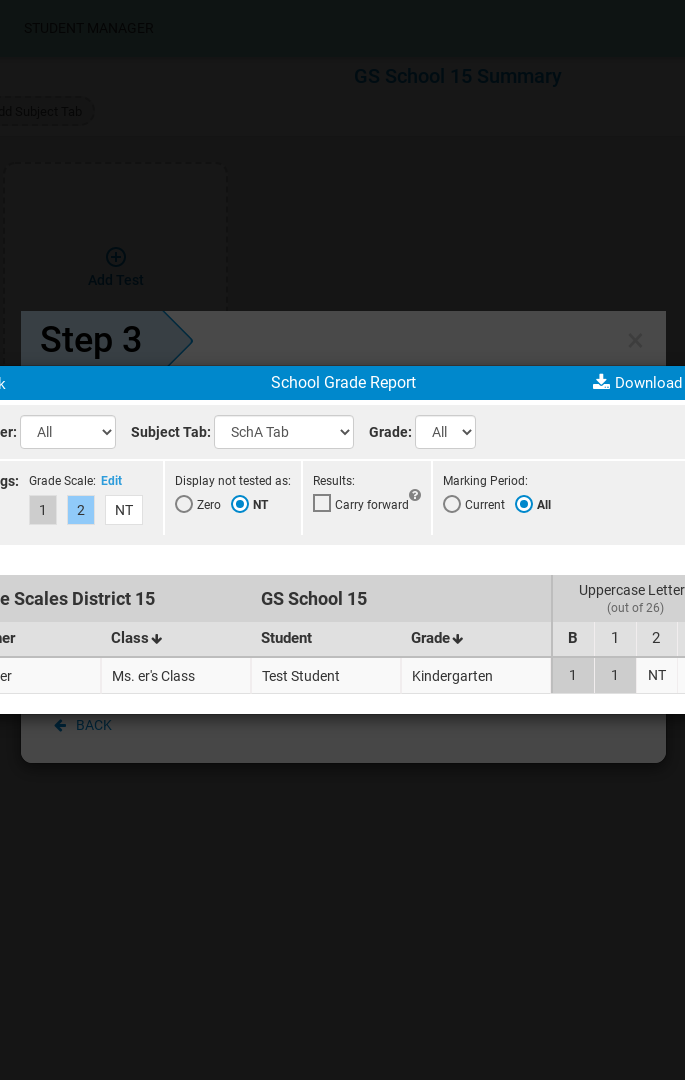 STUDENT MANAGER
GS School 15 Summary
dd Subject Tab
Add Test
Step 3
×
k School Grade Report Download
er: All Subject Tab: SchA Tab Grade: All
gs: Grade Scale: Edit Display not tested as: Results: Marking Period:
1 2 NT Zero NT Carry forward ? Current All
e Scales District 15 GS School 15 Uppercase Letter
(out of 26)
her Class Student Grade B 1 2
er Ms. er's Class Test Student Kindergarten 1 1 NT
BACK